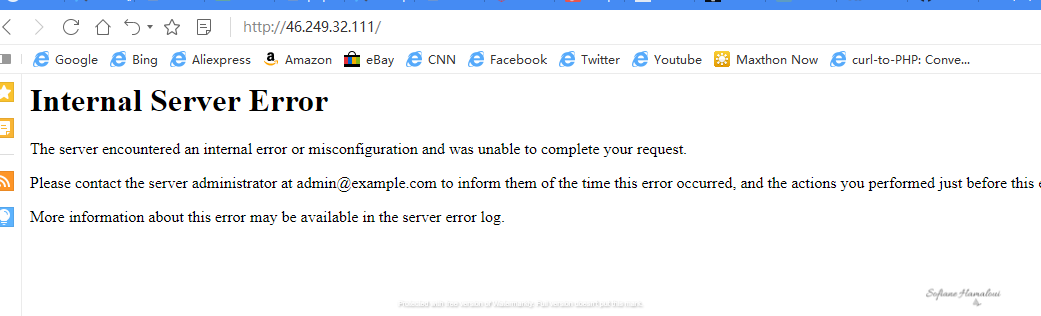 http://46.249.32.111/
Google Bing Aliexpress Amazon eBay CNN Facebook Twitter Youtube Maxthon Now curl-to-PHP: Conve...
Internal Server Error
The server encountered an internal error or misconfiguration and was unable to complete your request.
Please contact the server administrator at admin@example.com to inform them of the time this error occurred, and the actions you performed just before this
More information about this error may be available in the server error log.
Sofiane Hamaloui